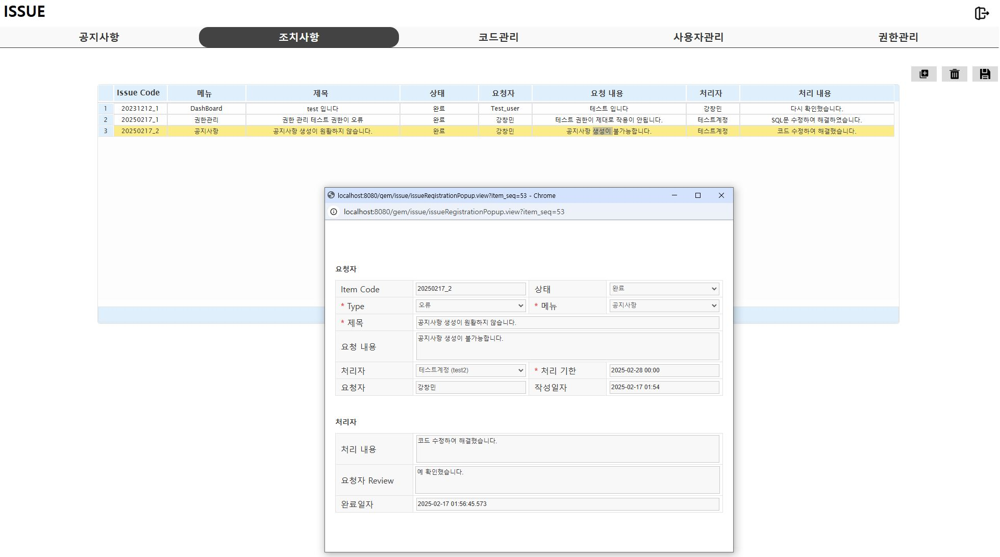 ISSUE
공지사항 조치사항 코드관리 사용자관리 권한관리
Issue Code 메뉴 제목 상태 요청자 요청 내용 처리자 처리 내용
1 20231212_1 DashBoard test 입니다 완료 Test_user 테스트 입니다 강창민 다시 확인했습니다.
2 20250217_1 권한관리 권한 관리 테스트 권한이 오류 완료 강창민 테스트 권한이 제대로 작용이 안됩니다. 테스트계정 SQL문 수정하여 해결하였습니다.
3 20250217_2 공지사항 공지사항 생성이 원활하지 않습니다. 완료 강창민 공지사항 생성이 불가능합니다. 테스트계정 코드 수정하여 해결했습니다.
localhost:8080/gem/issue/issueRegistrationPopup.view?item_seq=53 - Chrome
localhost:8080/gem/issue/issueRegistrationPopup.view?item_seq=53
요청자
Item Code 20250217_2 상태 완료
* Type 오류 * 메뉴 공지사항
* 제목 공지사항 생성이 원활하지 않습니다.
요청 내용 공지사항 생성이 불가능합니다.
처리자 테스트계정 (test2) * 처리 기한 2025-02-28 00:00
요청자 강창민 작성일자 2025-02-17 01:54
처리자
처리 내용 코드 수정하여 해결했습니다.
요청자 Review 예 확인했습니다.
완료일자 2025-02-17 01:56:45.573